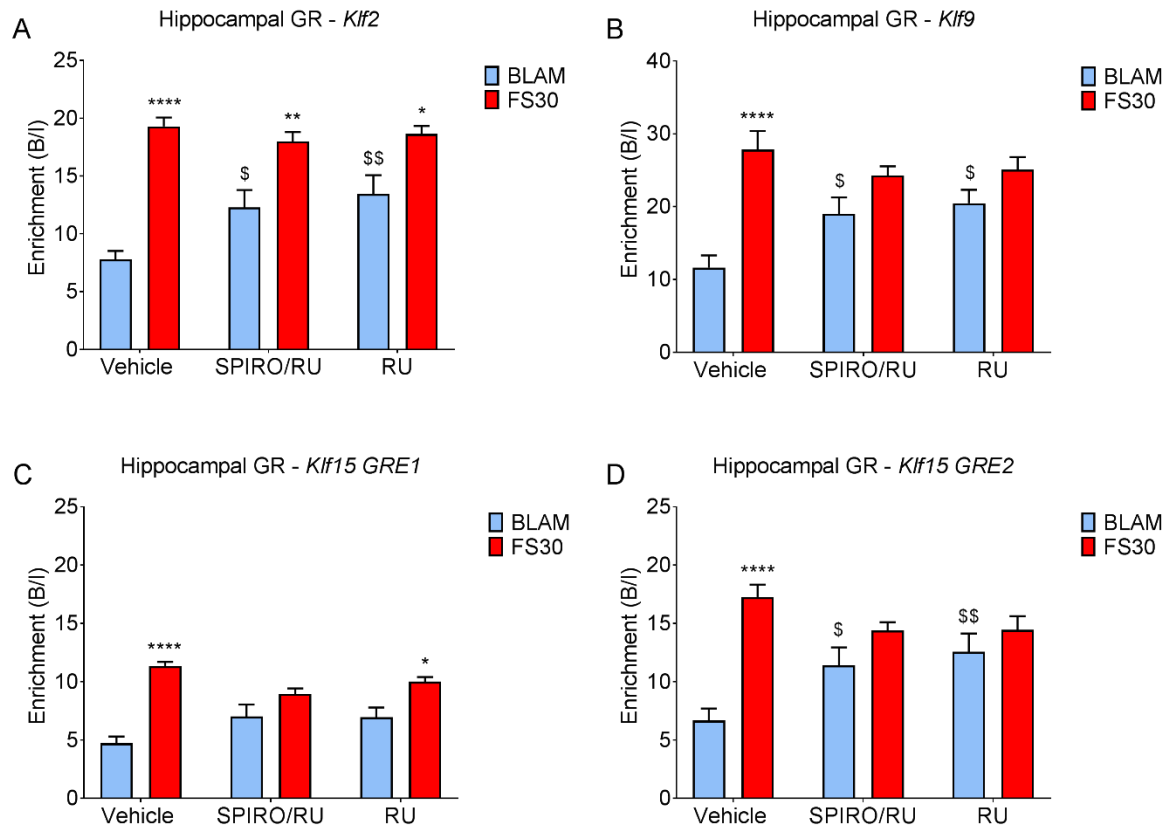 A
Hippocampal GR - Klf2
Enrichment (B/I)
25
20
15
10
5
0
****
$
**
$$
*
BLAM
FS30
Vehicle
SPIRO/RU
RU
B
Hippocampal GR - Klf9
Enrichment (B/I)
40
30
20
10
0
****
$
$
BLAM
FS30
Vehicle
SPIRO/RU
RU
C
Hippocampal GR - Klf15 GRE1
Enrichment (B/I)
25
20
15
10
5
0
****
*
BLAM
FS30
Vehicle
SPIRO/RU
RU
D
Hippocampal GR - Klf15 GRE2
Enrichment (B/I)
25
20
15
10
5
0
****
$
$$
BLAM
FS30
Vehicle
SPIRO/RU
RU